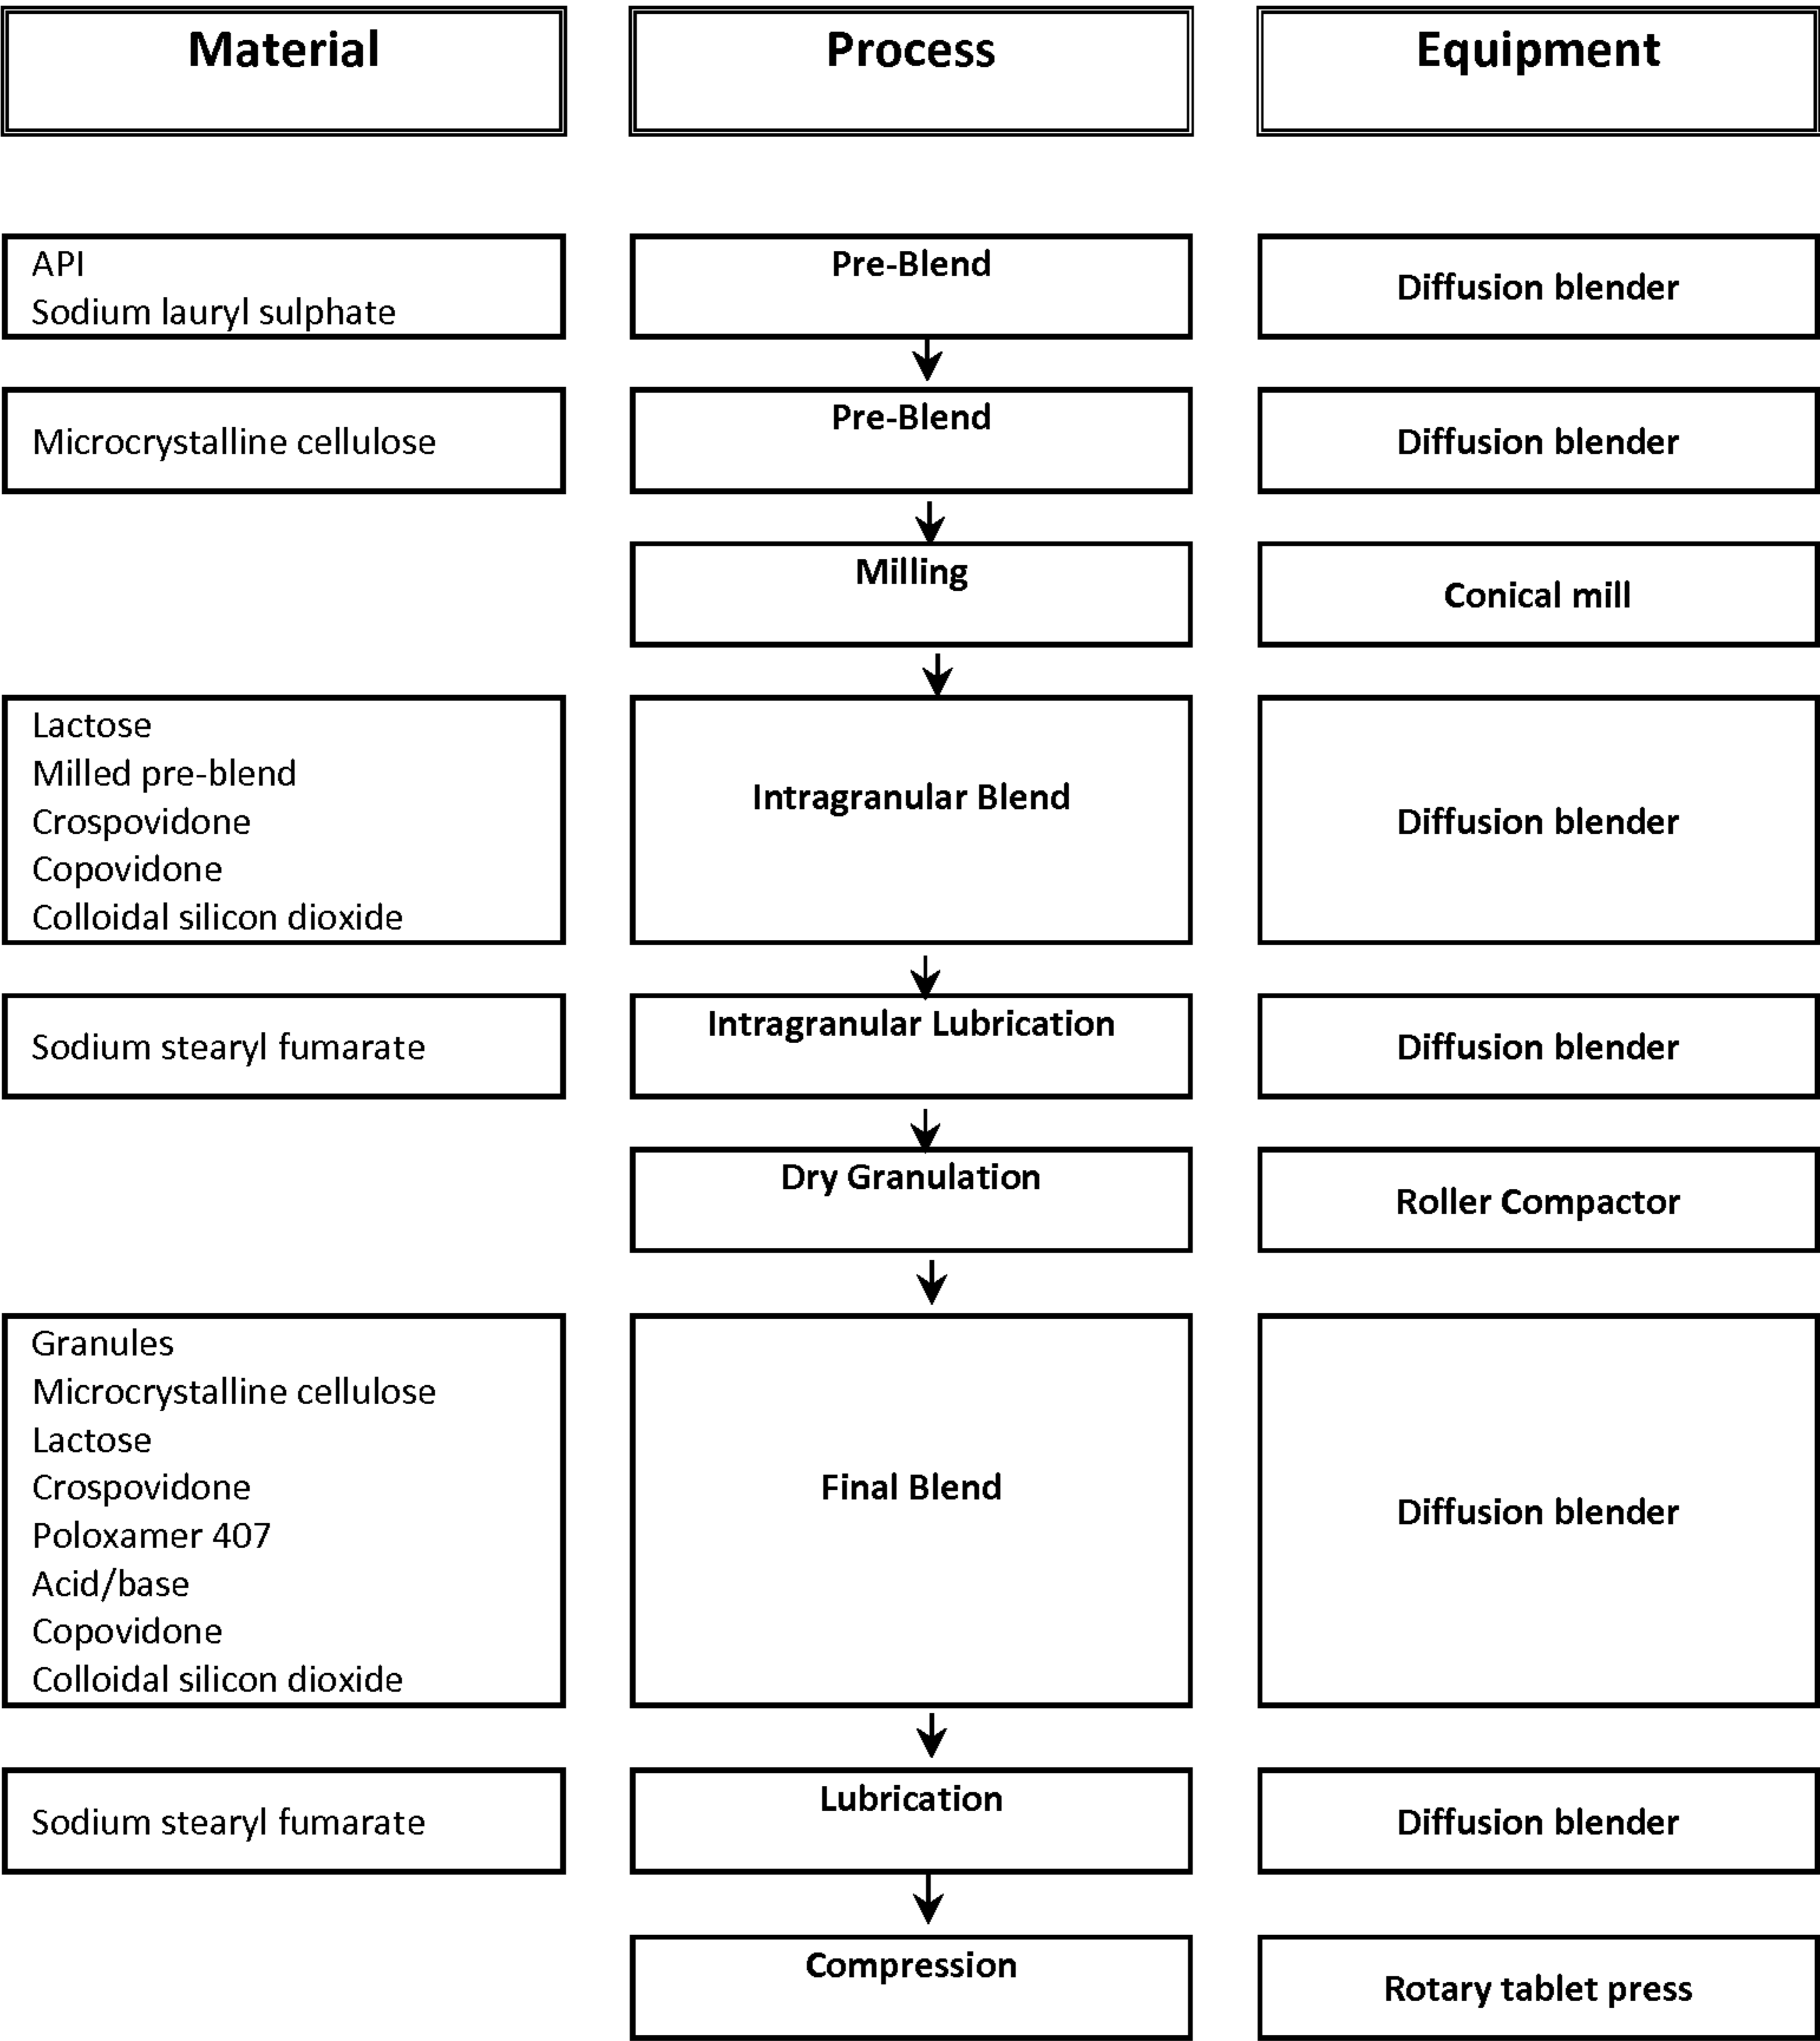 Material
Process
Equipment
API
Sodium lauryl sulphate
Pre-Blend
Diffusion blender
Microcrystalline cellulose
Pre-Blend
Diffusion blender
Milling
Conical mill
Lactose
Milled pre-blend
Crospovidone
Copovidone
Colloidal silicon dioxide
Intragranular Blend
Diffusion blender
Sodium stearyl fumarate
Intragranular Lubrication
Diffusion blender
Dry Granulation
Roller Compactor
Granules
Microcrystalline cellulose
Lactose
Crospovidone
Poloxamer 407
Acid/base
Copovidone
Colloidal silicon dioxide
Final Blend
Diffusion blender
Sodium stearyl fumarate
Lubrication
Diffusion blender
Compression
Rotary tablet press